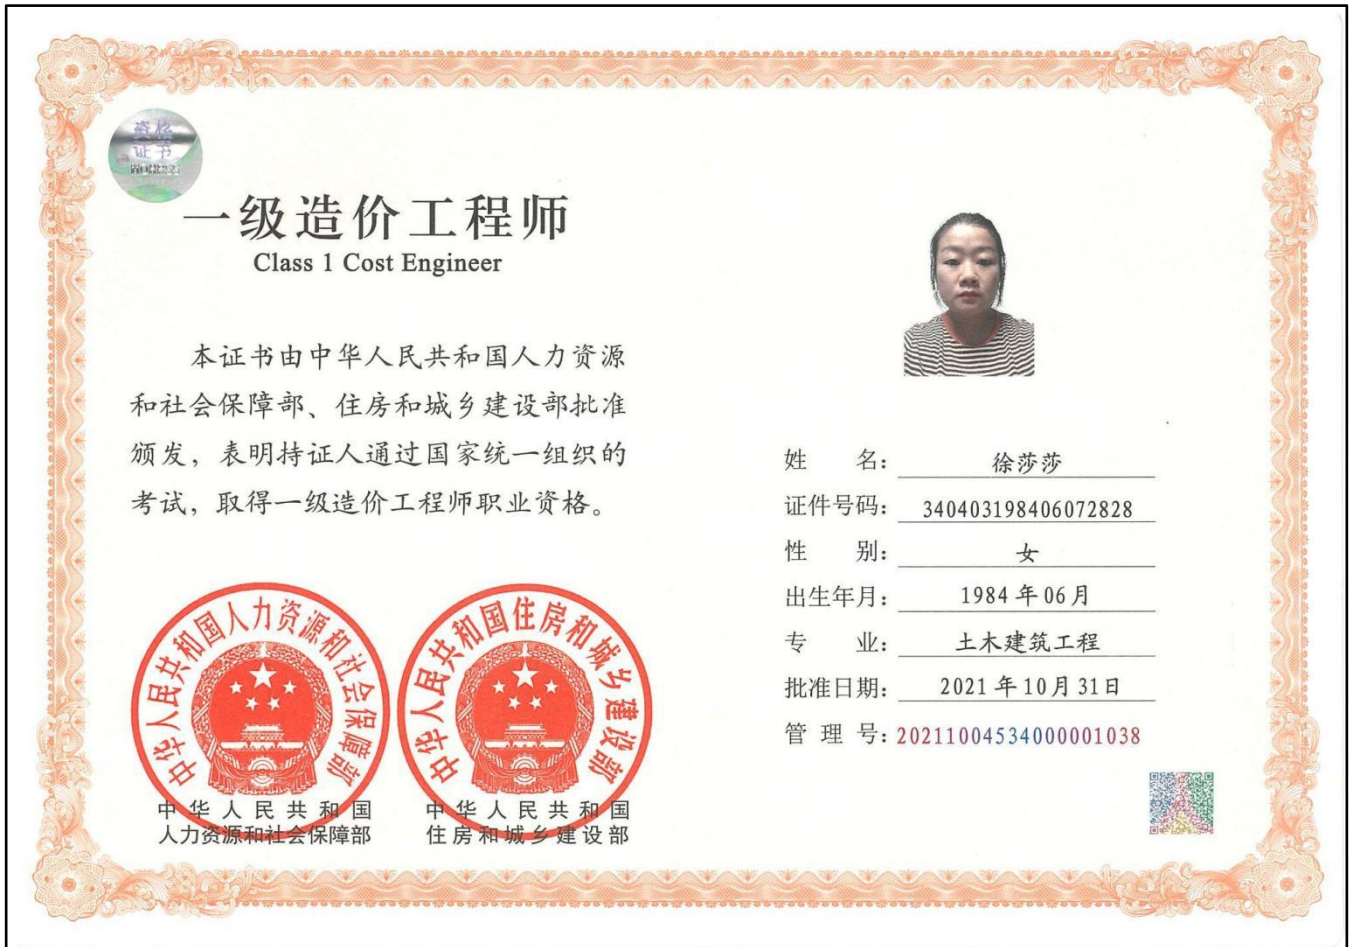 资格
证书
一级造价工程师
Class 1 Cost Engineer
本证书由中华人民共和国人力资源
和社会保障部、住房和城乡建设部批准
颁发，表明持证人通过国家统一组织的
考试，取得一级造价工程师职业资格。
中华人民共和国人力资源和社会保障部
中华人民共和国住房和城乡建设部
中华人民共和国
人力资源和社会保障部
中华人民共和国
住房和城乡建设部
姓 名：徐莎莎
证件号码：340403198406072828
性 别：女
出生年月：1984年06月
专 业：土木建筑工程
批准日期：2021年10月31日
管 理 号：20211004534000001038